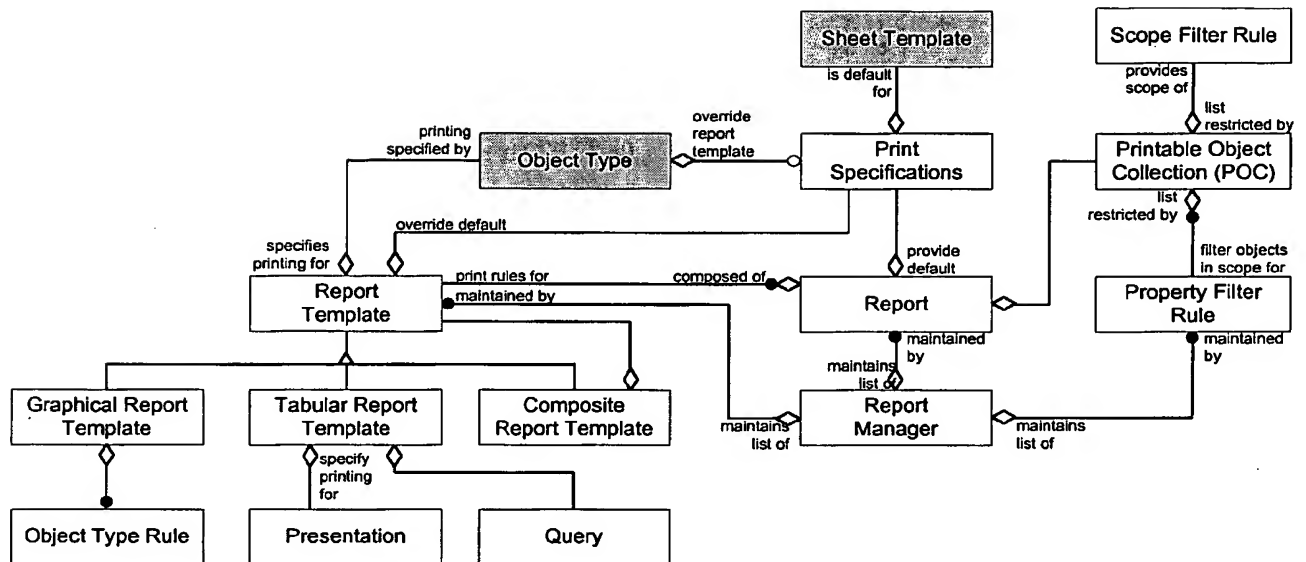 Sheet Template
Scope Filter Rule
is default
for
provides
scope of
printing
specified by
override
report
template
list
restricted by
Object Type
Print
Specifications
Printable Object
Collection (POC)
list
restricted by
override default
specifies
printing for
provide
default
filter objects
in scope for
print rules for
composed of
Report
Template
maintained by
Report
Property Filter
Rule
maintained
by
maintained
by
maintains
list of
Graphical Report
Template
Tabular Report
Template
Composite
Report Template
Report
Manager
maintains
list of
maintains
list of
specify
printing
for
Object Type Rule
Presentation
Query